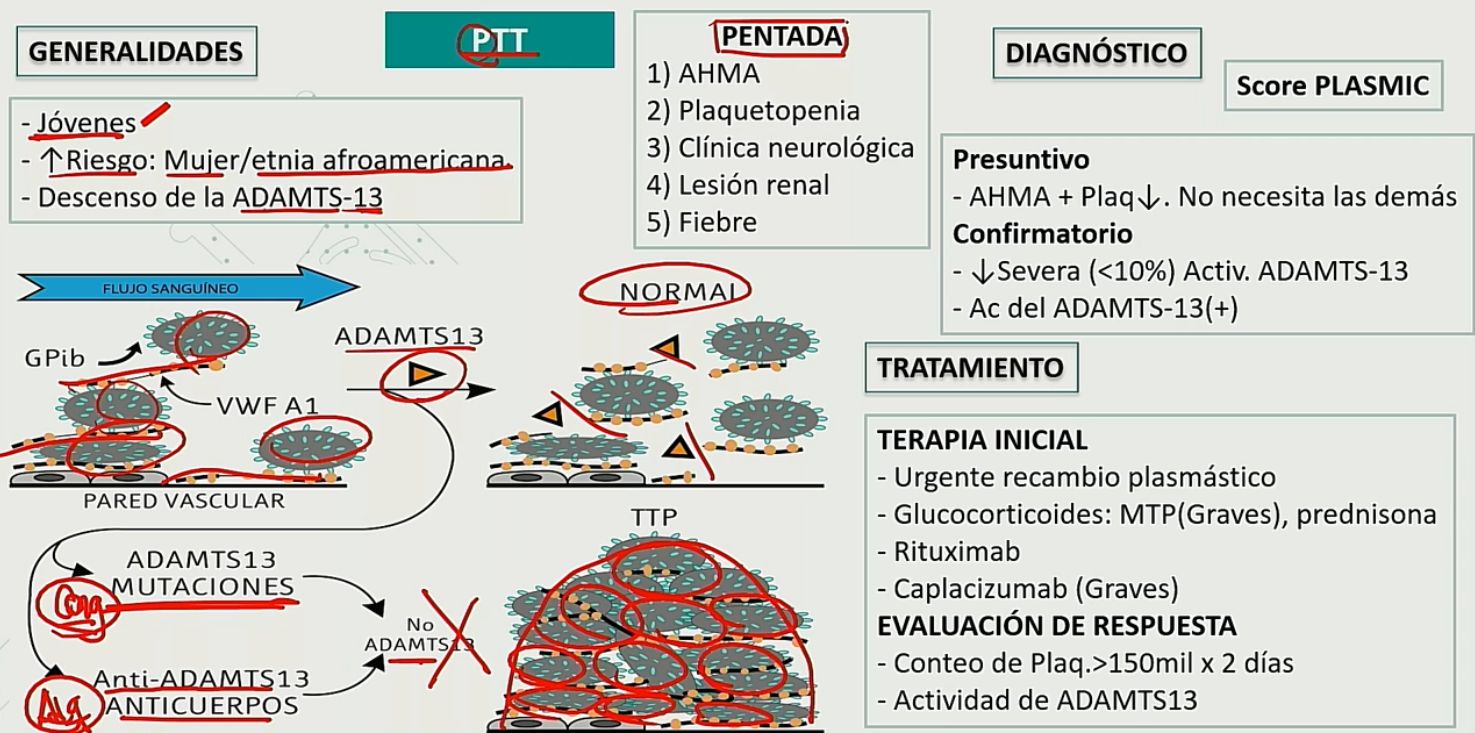 PTT
GENERALIDADES
- Jóvenes
- ↑Riesgo: Mujer/etnia afroamericana.
- Descenso de la ADAMTS-13
PENTADA
1) AHMA
2) Plaquetopenia
3) Clínica neurológica
4) Lesión renal
5) Fiebre
DIAGNÓSTICO
Score PLASMIC
Presuntivo
- AHMA + Plaq↓. No necesita las demás
Confirmatorio
- ↓Severa (<10%) Activ. ADAMTS-13
- Ac del ADAMTS-13(+)
FLUJO SANGUÍNEO
GPib
VWF A1
PARED VASCULAR
ADAMTS13
NORMAL
ADAMTS13
MUTACIONES
Cong
Anti-ADAMTS13
ANTICUERPOS
No
ADAMTS13
TTP
TRATAMIENTO
TERAPIA INICIAL
- Urgente recambio plasmástico
- Glucocorticoides: MTP(Graves), prednisona
- Rituximab
- Caplacizumab (Graves)
EVALUACIÓN DE RESPUESTA
- Conteo de Plaq.>150mil x 2 días
- Actividad de ADAMTS13